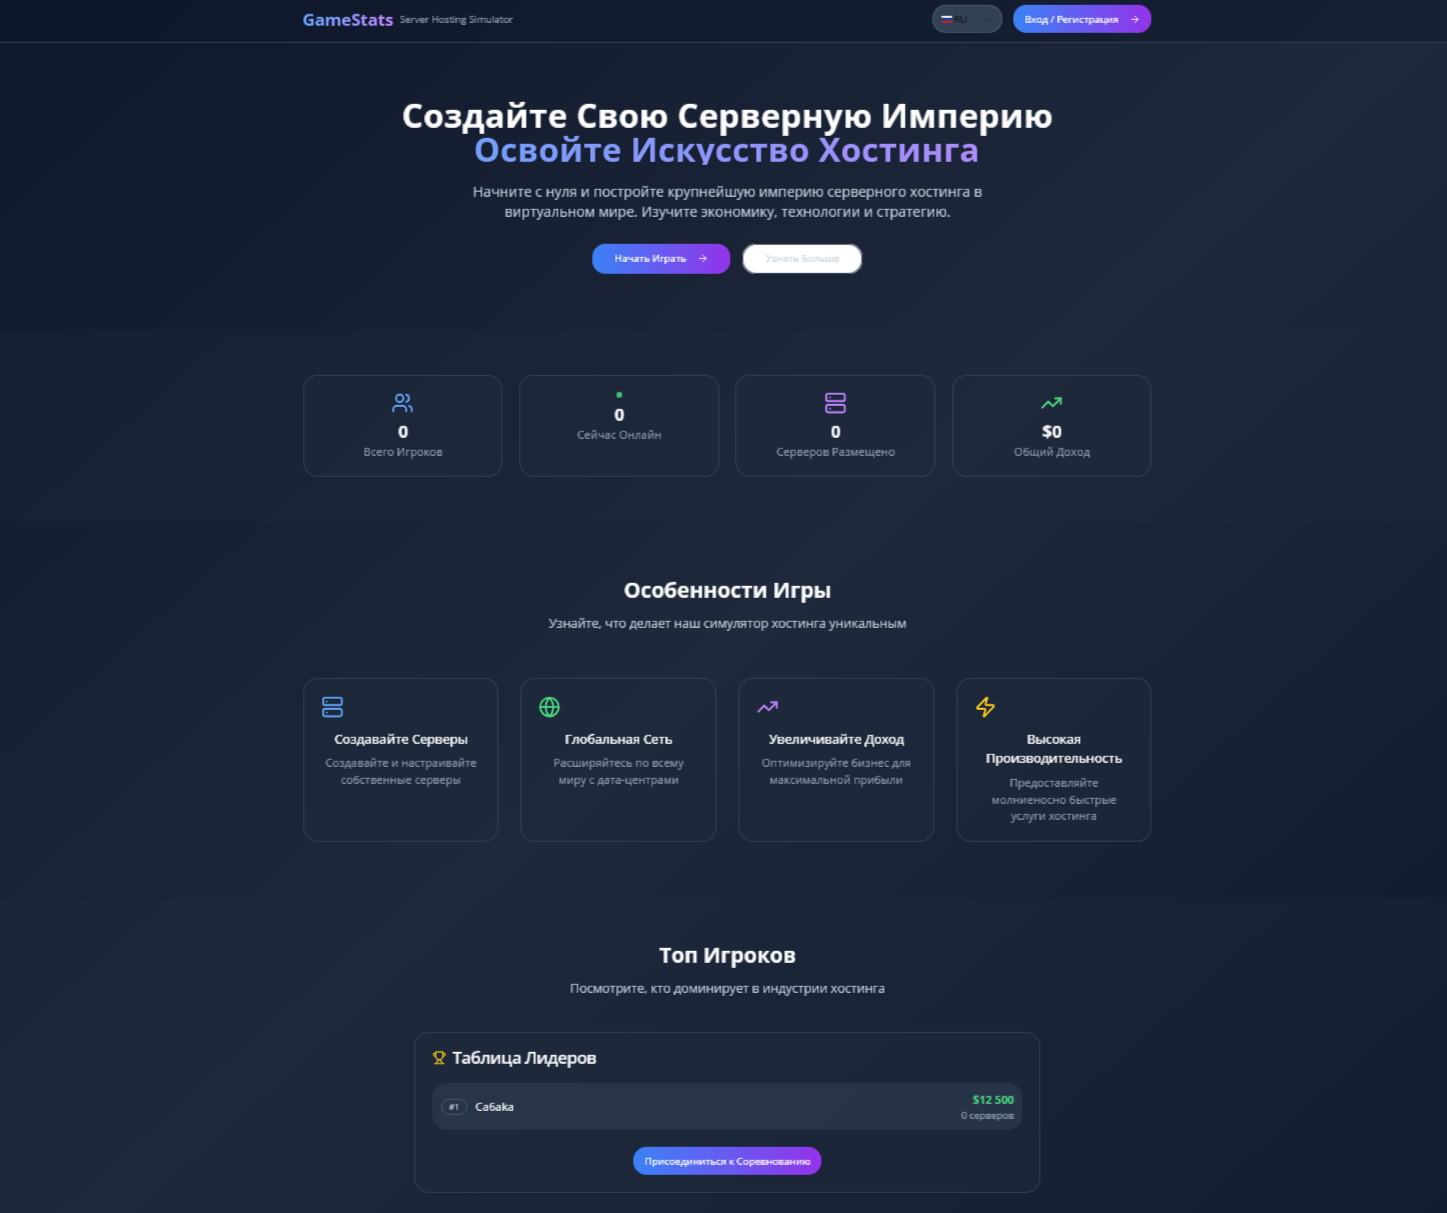 GameStats Server Hosting Simulator
RU
Вход / Регистрация
Создайте Свою Серверную Империю
Освойте Искусство Хостинга
Начните с нуля и постройте крупнейшую империю серверного хостинга в
виртуальном мире. Изучите экономику, технологии и стратегию.
Начать Играть
Узнать Больше
0
Всего Игроков
0
Сейчас Онлайн
0
Серверов Размещено
$0
Общий Доход
Особенности Игры
Узнайте, что делает наш симулятор хостинга уникальным
Создавайте Серверы
Создавайте и настраивайте
собственные серверы
Глобальная Сеть
Расширяйтесь по всему
миру с дата-центрами
Увеличивайте Доход
Оптимизируйте бизнес для
максимальной прибыли
Высокая
Производительность
Предоставляйте
молниеносно быстрые
услуги хостинга
Топ Игроков
Посмотрите, кто доминирует в индустрии хостинга
Таблица Лидеров
#1 Сабака
$12 500
0 серверов
Присоединиться к Соревнованию